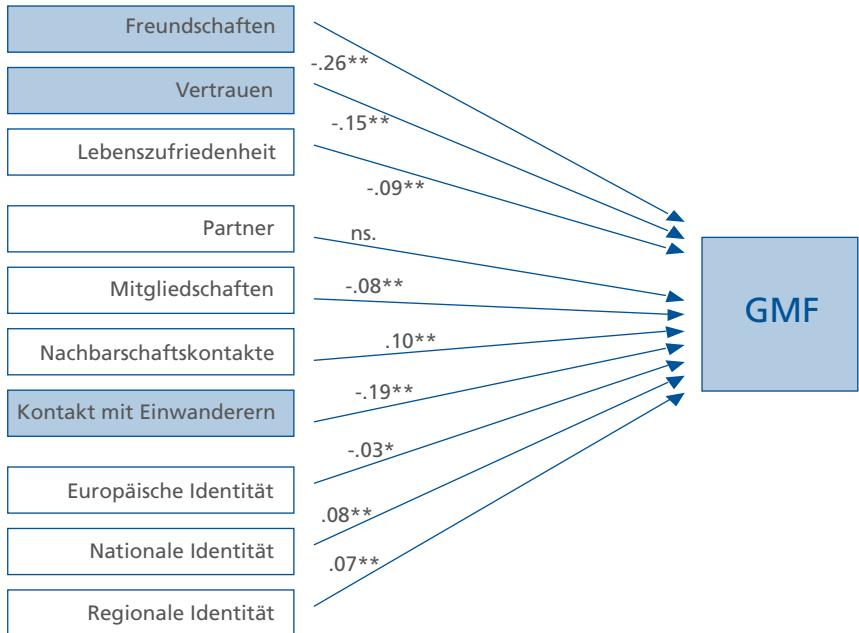 Freundschaften
-.26**
Vertrauen
-.15**
Lebenszufriedenheit
-.09**
Partner
ns.
Mitgliedschaften
-.08**
Nachbarschaftskontakte
.10**
Kontakt mit Einwanderern
-.19**
Europäische Identität
-.03*
Nationale Identität
.08**
Regionale Identität
.07**
GMF